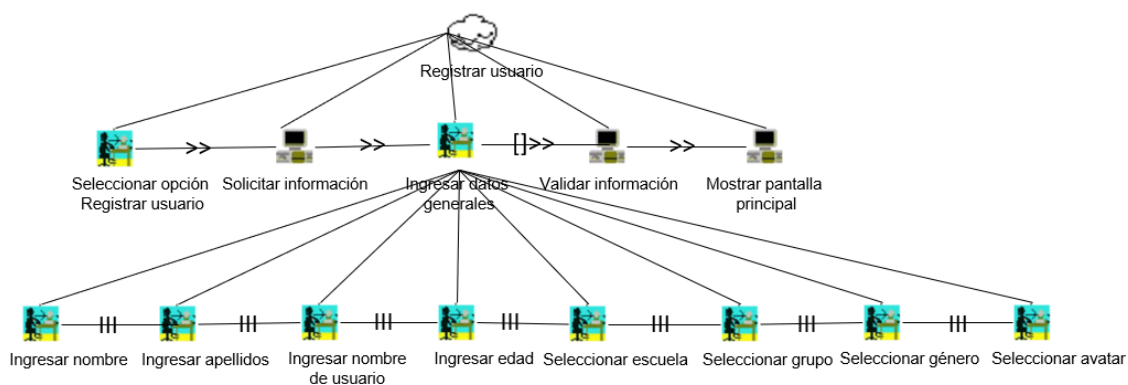 Registrar usuario
>> >> []>> >>
Seleccionar opción Solicitar información Ingresar datos Validar información Mostrar pantalla
Registrar usuario generales principal
||| ||| ||| ||| ||| ||| |||
Ingresar nombre Ingresar apellidos Ingresar nombre Ingresar edad Seleccionar escuela Seleccionar grupo Seleccionar género Seleccionar avatar
de usuario